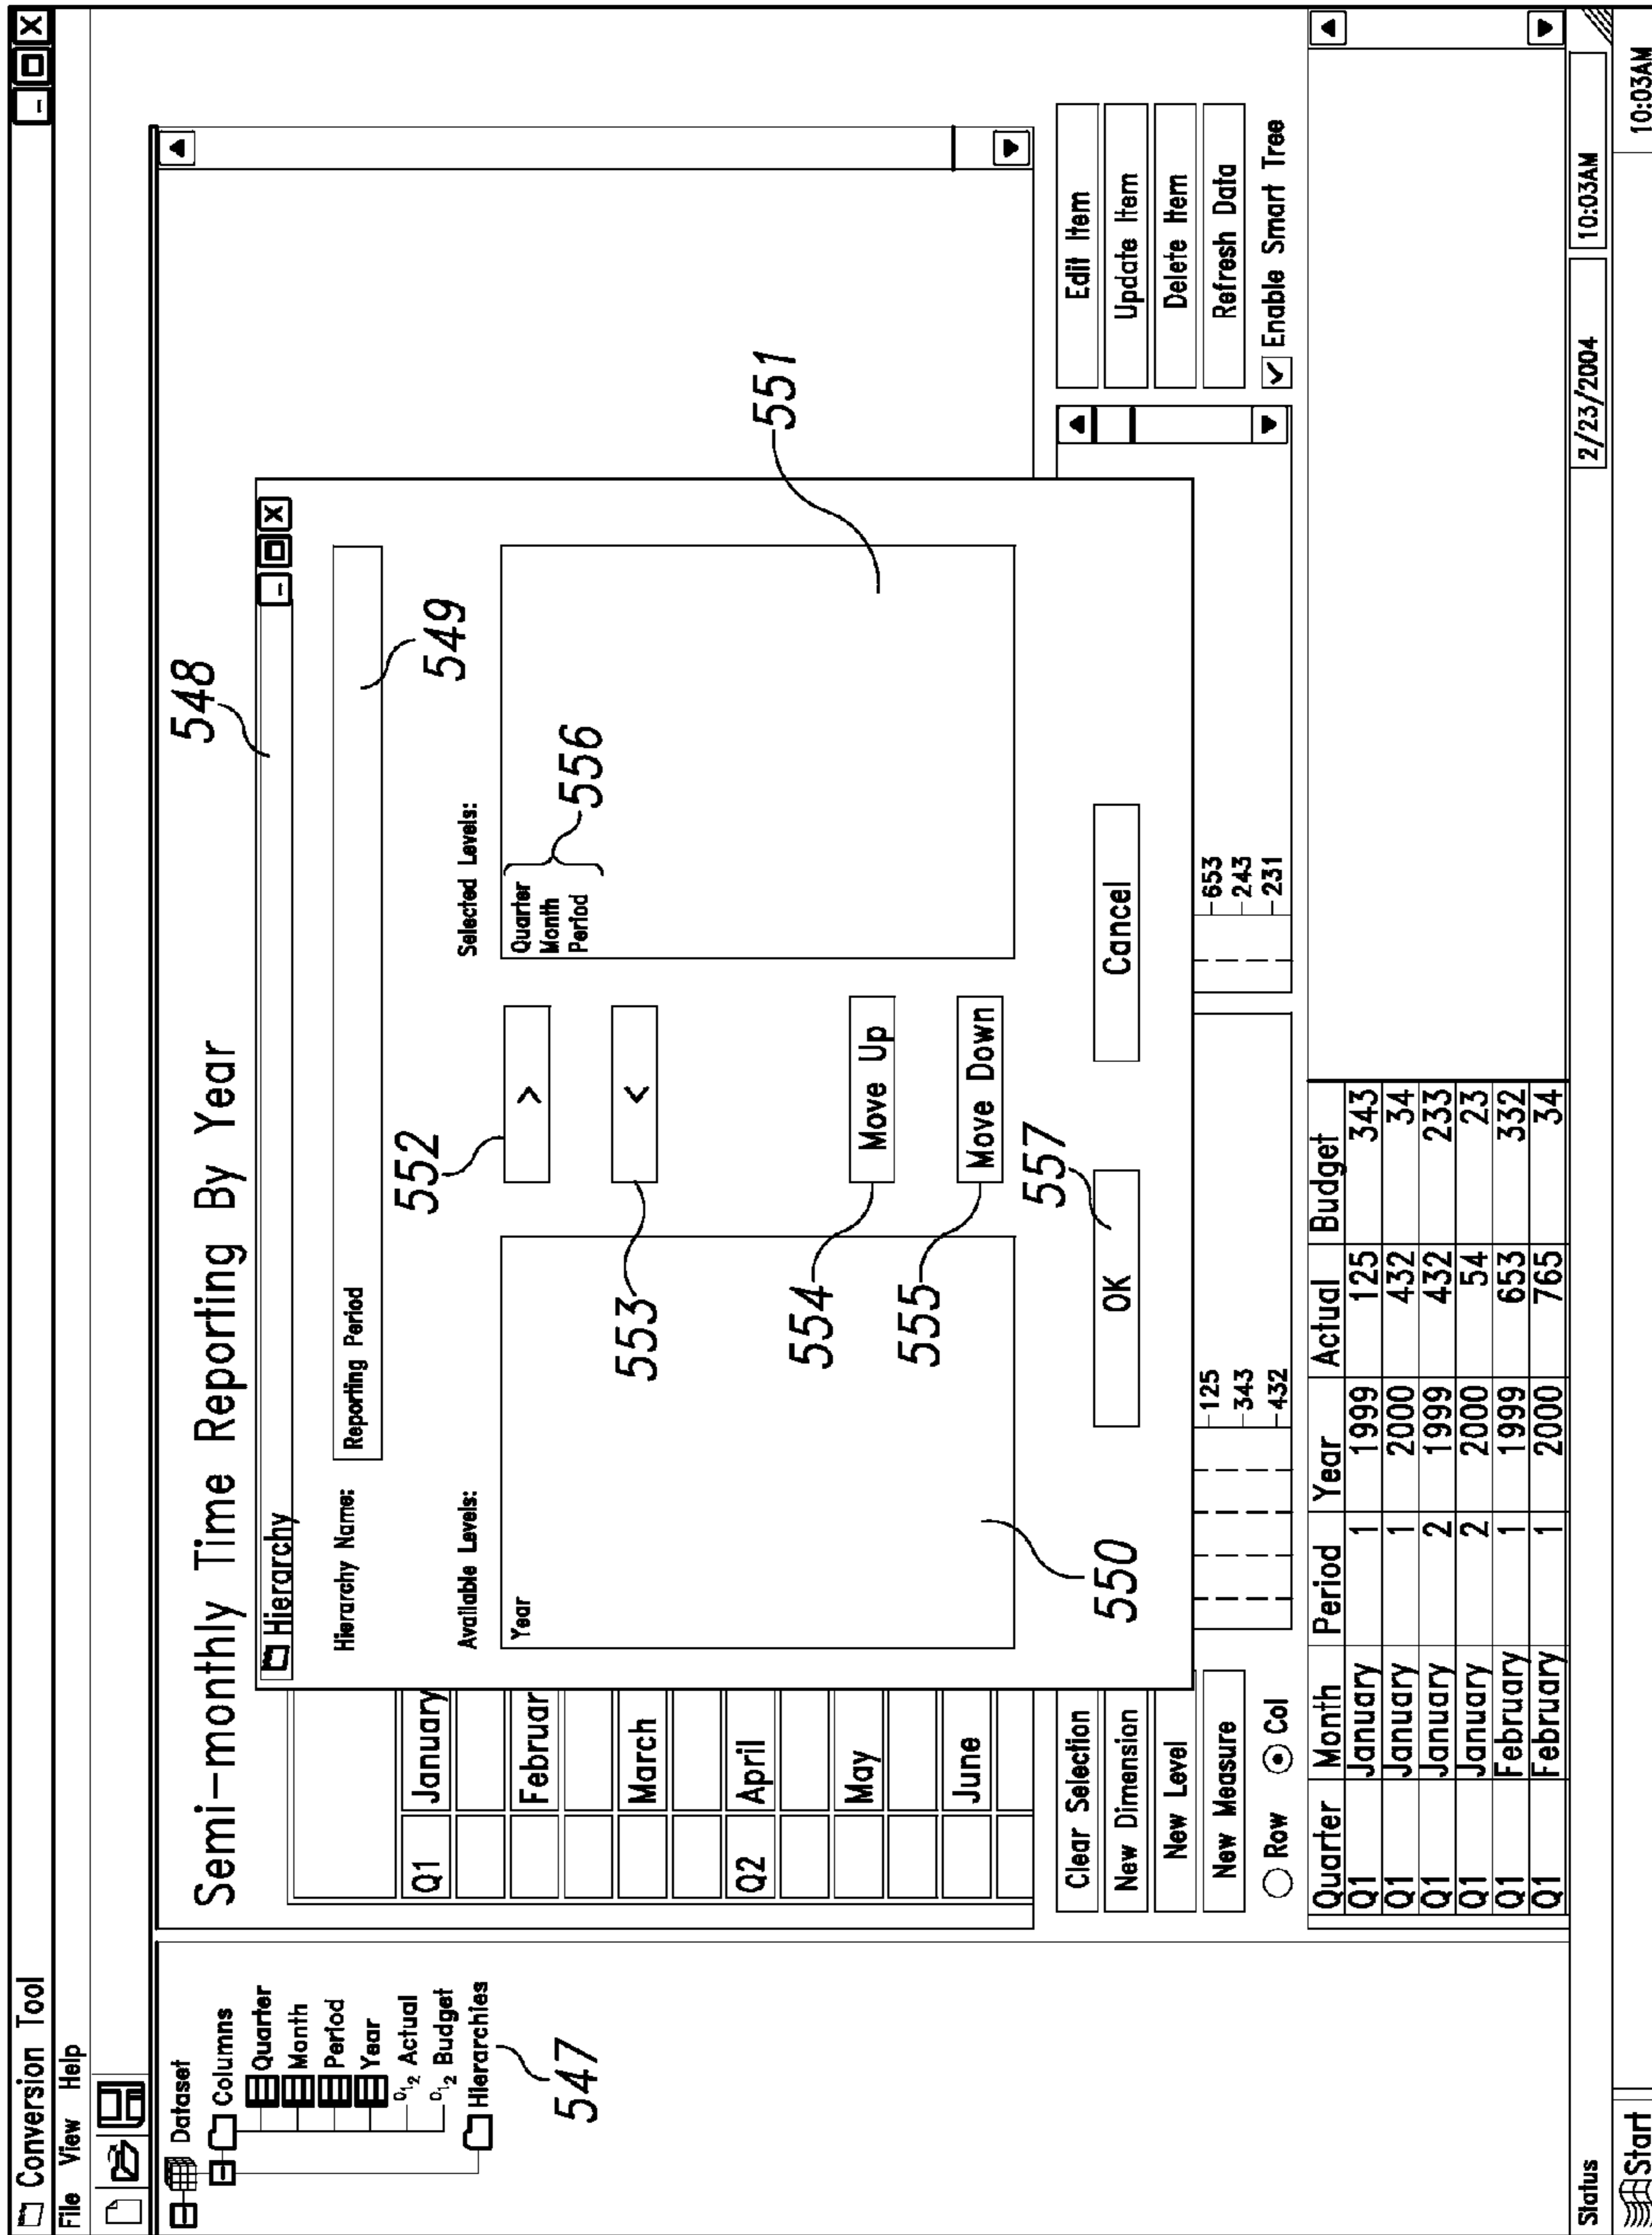 Conversion Tool
File View Help
Dataset
Columns
Quarter
Month
Period
Year
0 1 2 Actual
0 1 2 Budget
Hierarchies
547
Semi-monthly Time Reporting By Year
548
Q1 January
Februar
March
Q2 April
May
June
Hierarchy
Hierarchy Name: Reporting Period
549
Available Levels:
Selected Levels:
Year
550
552
>
553
<
554
Move Up
555
Move Down
Quarter
Month
Period
556
551
557
OK
Cancel
Clear Selection
New Dimension
New Level
New Measure
Row Col
125
343
432
653
243
231
Edit Item
Update Item
Delete Item
Refresh Data
Enable Smart Tree
Quarter Month Period Year Actual Budget
Q1 January 1 1999 125 343
Q1 January 1 2000 432 34
Q1 January 2 1999 432 233
Q1 January 2 2000 54 23
Q1 February 1 1999 653 332
Q1 February 1 2000 765 34
Status 2/23/2004 10:03AM
Start 10:03AM